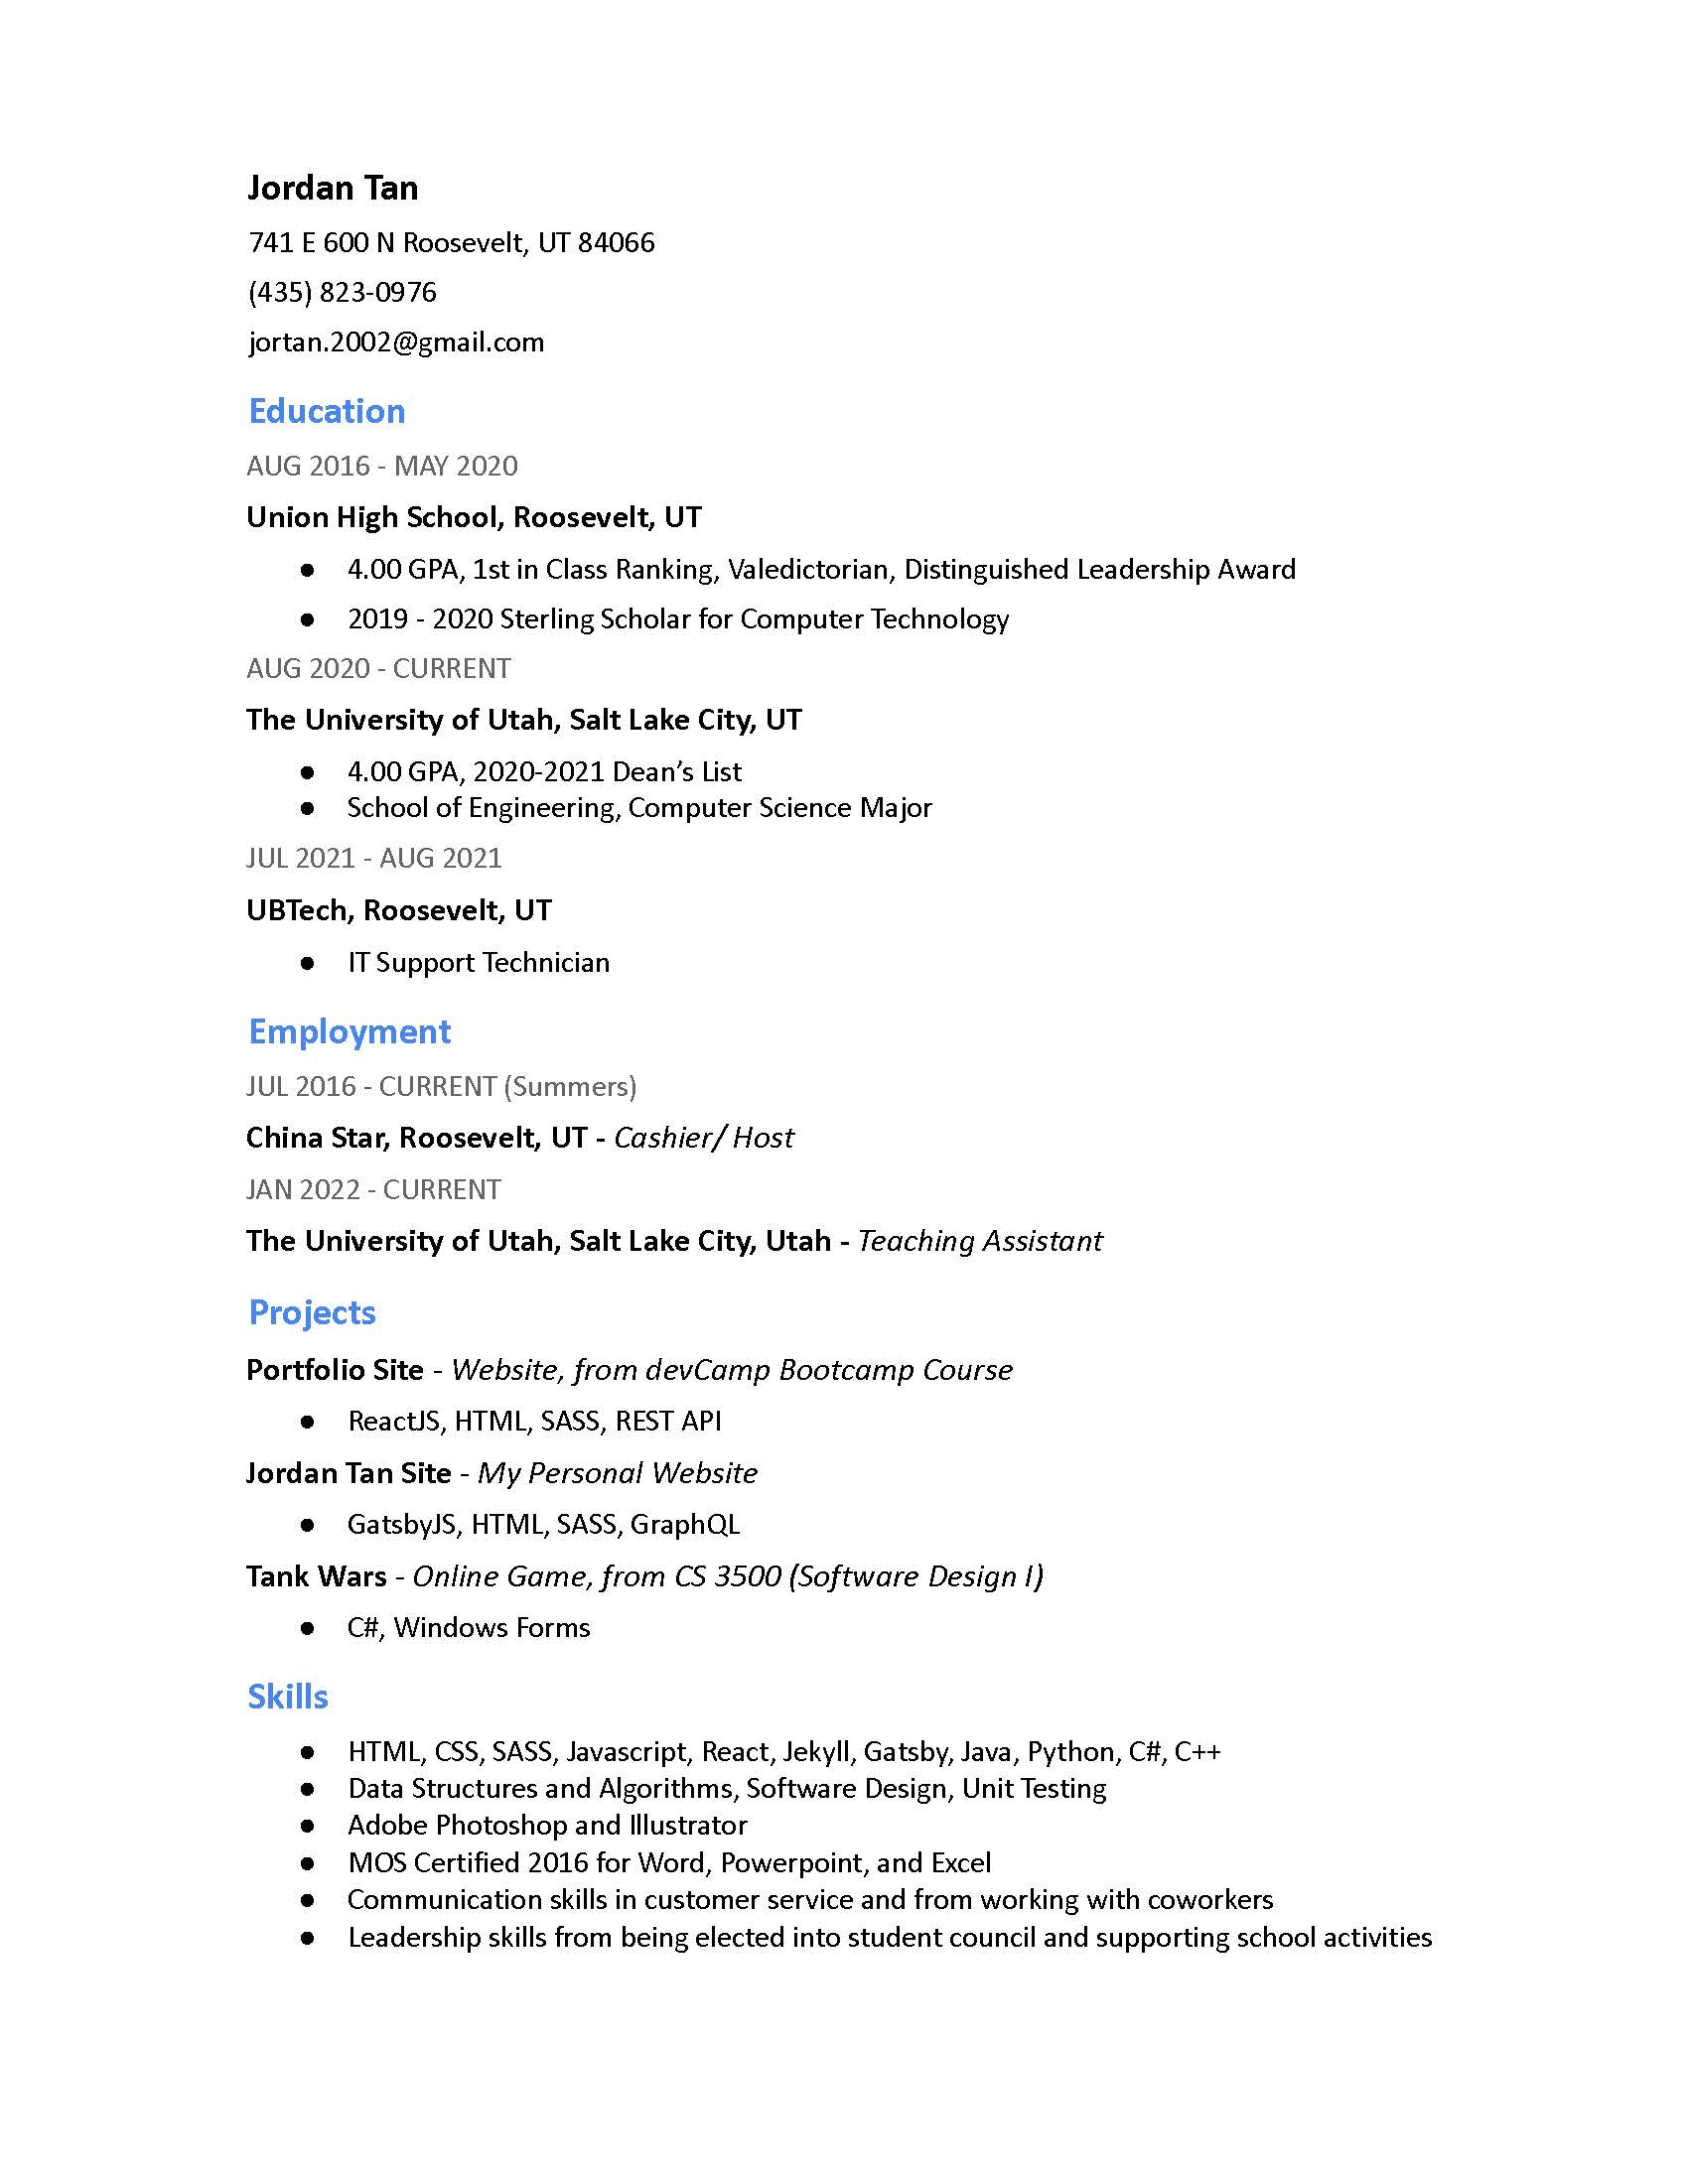 Jordan Tan
741 E 600 N Roosevelt, UT 84066
(435) 823-0976
jortan.2002@gmail.com
Education
AUG 2016 - MAY 2020
Union High School, Roosevelt, UT
● 4.00 GPA, 1st in Class Ranking, Valedictorian, Distinguished Leadership Award
● 2019 - 2020 Sterling Scholar for Computer Technology
AUG 2020 - CURRENT
The University of Utah, Salt Lake City, UT
● 4.00 GPA, 2020-2021 Dean’s List
● School of Engineering, Computer Science Major
JUL 2021 - AUG 2021
UBTech, Roosevelt, UT
● IT Support Technician
Employment
JUL 2016 - CURRENT (Summers)
China Star, Roosevelt, UT - Cashier/ Host
JAN 2022 - CURRENT
The University of Utah, Salt Lake City, Utah - Teaching Assistant
Projects
Portfolio Site - Website, from devCamp Bootcamp Course
● ReactJS, HTML, SASS, REST API
Jordan Tan Site - My Personal Website
● GatsbyJS, HTML, SASS, GraphQL
Tank Wars - Online Game, from CS 3500 (Software Design I)
● C#, Windows Forms
Skills
● HTML, CSS, SASS, Javascript, React, Jekyll, Gatsby, Java, Python, C#, C++
● Data Structures and Algorithms, Software Design, Unit Testing
● Adobe Photoshop and Illustrator
● MOS Certified 2016 for Word, Powerpoint, and Excel
● Communication skills in customer service and from working with coworkers
● Leadership skills from being elected into student council and supporting school activities